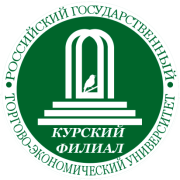 • РОССИЙСКИЙ ГОСУДАРСТВЕННЫЙ •
ТОРГОВО-ЭКОНОМИЧЕСКИЙ УНИВЕРСИТЕТ
КУРСКИЙ
ФИЛИАЛ